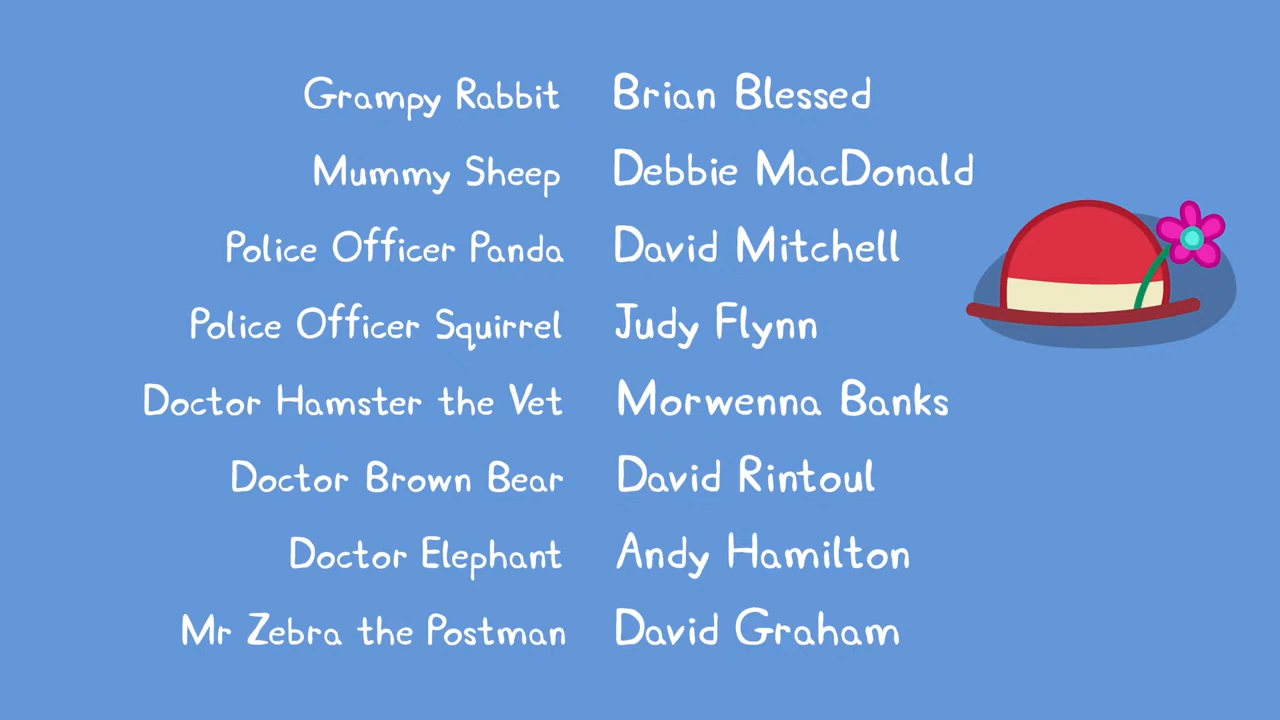 Grampy Rabbit Brian Blessed
Mummy Sheep Debbie MacDonald
Police Officer Panda David Mitchell
Police Officer Squirrel Judy Flynn
Doctor Hamster the Vet Morwenna Banks
Doctor Brown Bear David Rintoul
Doctor Elephant Andy Hamilton
Mr Zebra the Postman David Graham